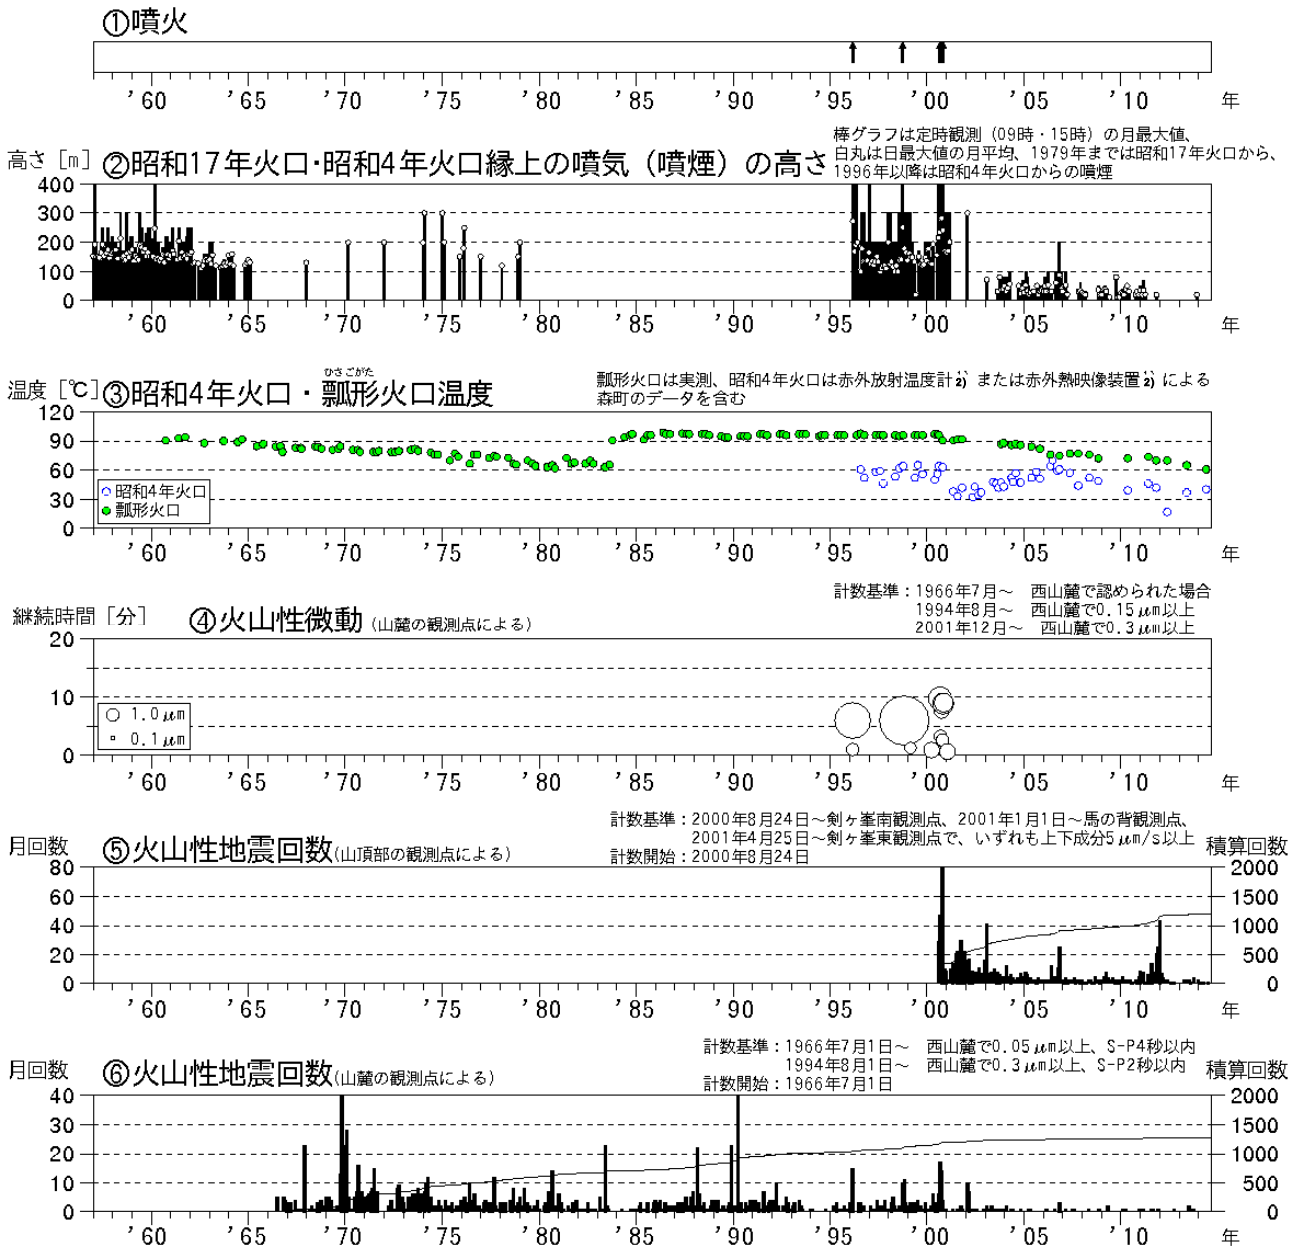 ①噴火
'60 '65 '70 '75 '80 '85 '90 '95 '00 '05 '10 年
棒グラフは定時観測（09時・15時）の月最大値、
高さ［m］ ②昭和17年火口・昭和4年火口縁上の噴気（噴煙）の高さ 白丸は日最大値の月平均、1979年までは昭和17年火口から、
1996年以降は昭和4年火口からの噴煙
400
300
200
100
0
'60 '65 '70 '75 '80 '85 '90 '95 '00 '05 '10 年
ひさごがた
温度［℃］ ③昭和4年火口・瓢形火口温度 瓢形火口は実測、昭和4年火口は赤外放射温度計2) または赤外熱映像装置2) による
森町のデータを含む
120
90
60
30
0
昭和4年火口
瓢形火口
'60 '65 '70 '75 '80 '85 '90 '95 '00 '05 '10 年
計数基準：1966年7月～ 西山麓で認められた場合
1994年8月～ 西山麓で0.15μm以上
2001年12月～ 西山麓で0.3μm以上
継続時間［分］ ④火山性微動（山麓の観測点による）
20
10
0
1.0μm
0.1μm
'60 '65 '70 '75 '80 '85 '90 '95 '00 '05 '10 年
計数基準：2000年8月24日～剣ヶ峯南観測点、2001年1月1日～馬の背観測点、
2001年4月25日～剣ヶ峯東観測点で、いずれも上下成分5μm/s以上
計数開始：2000年8月24日
月回数 ⑤火山性地震回数(山頂部の観測点による) 積算回数
80 2000
60 1500
40 1000
20 500
0 0
'60 '65 '70 '75 '80 '85 '90 '95 '00 '05 '10 年
計数基準：1966年7月1日～ 西山麓で0.05μm以上、S-P4秒以内
1994年8月1日～ 西山麓で0.3μm以上、S-P2秒以内
計数開始：1966年7月1日
月回数 ⑥火山性地震回数(山麓の観測点による) 積算回数
40 2000
30 1500
20 1000
10 500
0 0
'60 '65 '70 '75 '80 '85 '90 '95 '00 '05 '10 年